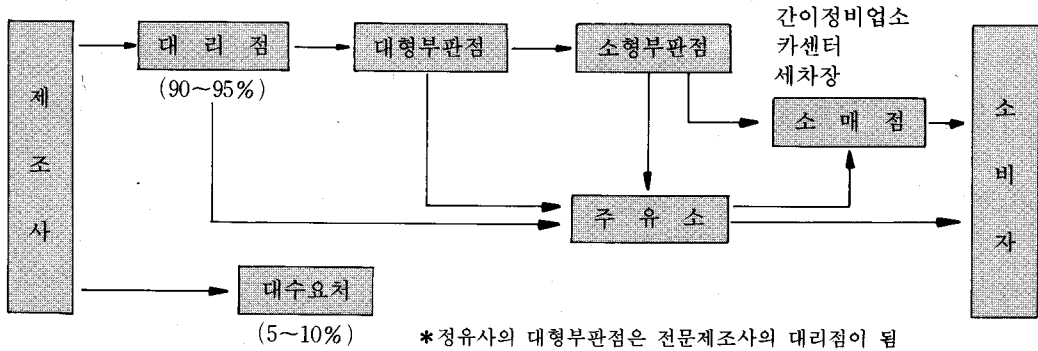 제조사
대리점
(90~95%)
대형부판점
소형부판점
간이정비업소
카센터
세차장
소매점
주유소
소비자
대수요처
(5~10%)
*정유사의 대형부판점은 전문제조사의 대리점이 됨